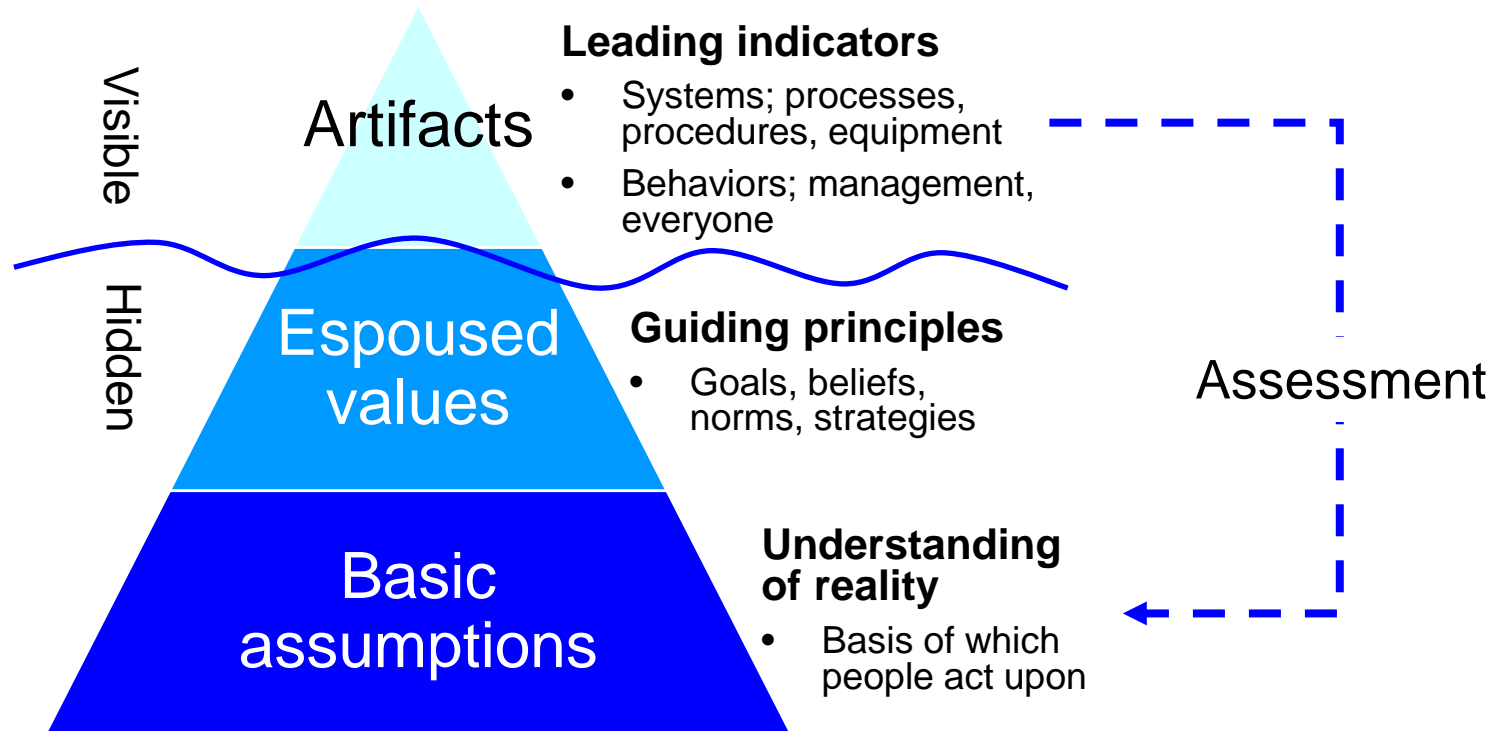 Visible
Artifacts
Leading indicators
• Systems; processes,
procedures, equipment
• Behaviors; management,
everyone
Hidden
Espoused
values
Guiding principles
• Goals, beliefs,
norms, strategies
Assessment
Basic
assumptions
Understanding
of reality
• Basis of which
people act upon